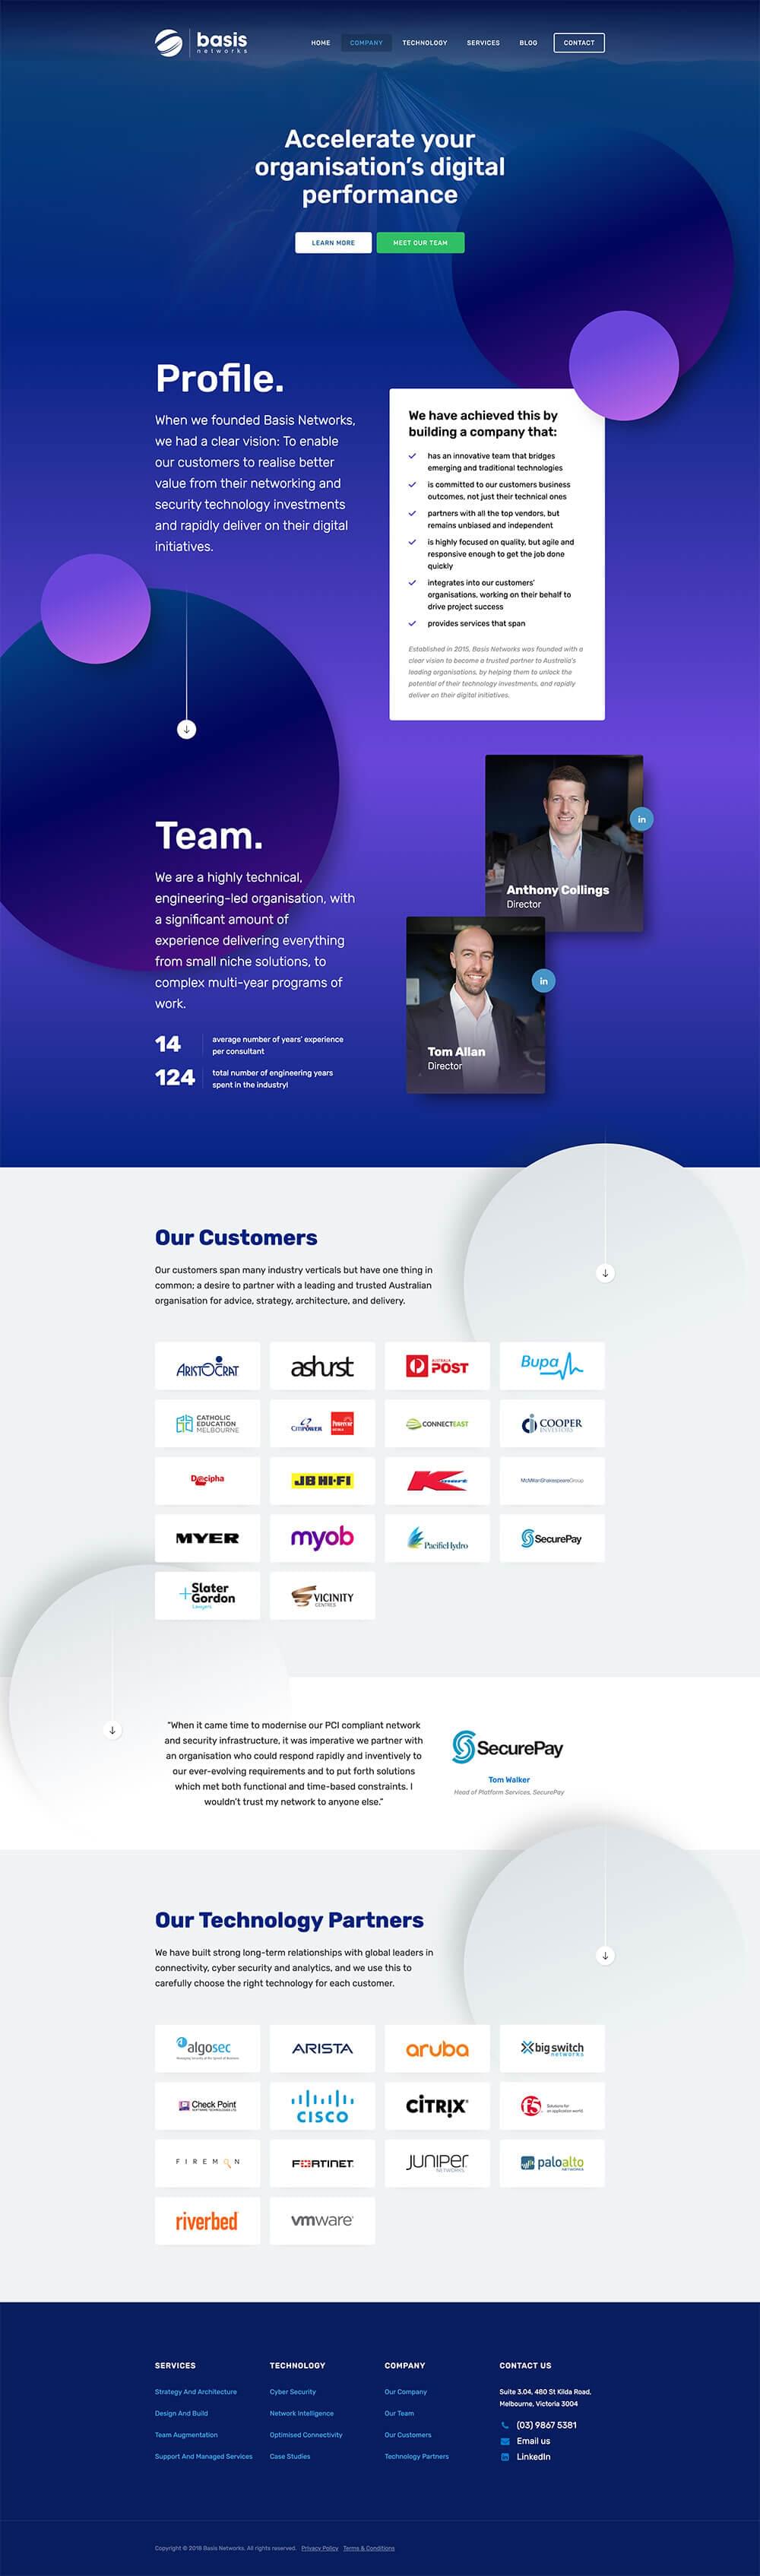 basis
networks
HOME
COMPANY
TECHNOLOGY
SERVICES
BLOG
CONTACT
Accelerate your
organisation's digital
performance
LEARN MORE
MEET OUR TEAM
Profile.
When we founded Basis Networks,
we had a clear vision: To enable
our customers to realise better
value from their networking and
security technology investments
and rapidly deliver on their digital
initiatives.
We have achieved this by
building a company that:
has an innovative team that bridges
emerging and traditional technologies
is committed to our customers business
outcomes, not just their technical ones
partners with all the top vendors, but
remains unbiased and independent
is highly focused on quality, but agile and
responsive enough to get the job done
quickly
integrates into our customers'
organisations, working on their behalf to
drive project success
provides services that span
Established in 2015, Basis Networks was founded with a
clear vision to become a trusted partner to Australia's
leading organisations, by helping them to unlock the
potential of their technology investments, and rapidly
deliver on their digital initiatives.
Team.
We are a highly technical,
engineering-led organisation, with
a significant amount of
experience delivering everything
from small niche solutions, to
complex multi-year programs of
work.
14
average number of years' experience
per consultant
124
total number of engineering years
spent in the industry!
in
Anthony Collings
Director
in
Tom Allan
Director
Our Customers
Our customers span many industry verticals but have one thing in
common; a desire to partner with a leading and trusted Australian
organisation for advice, strategy, architecture, and delivery.
ARISTOCRAT
ashurst
AUSTRALIA
POST
Bupa
CATHOLIC
EDUCATION
MELBOURNE
CITIPOWER
Powercor
CONNECTEAST
COOPER
INVESTORS
Decipha
JB HI-FI
Kmart
McMillanShakespeareGroup
MYER
myob
PacificHydro
SecurePay
Slater
Gordon
Lawyers
VICINITY
CENTRES
"When it came time to modernise our PCI compliant network
and security infrastructure, it was imperative we partner with
an organisation who could respond rapidly and inventively to
our ever-evolving requirements and to put forth solutions
which met both functional and time-based constraints. I
wouldn't trust my network to anyone else."
SecurePay
Tom Walker
Head of Platform Services, SecurePay
Our Technology Partners
We have built strong long-term relationships with global leaders in
connectivity, cyber security and analytics, and we use this to
carefully choose the right technology for each customer.
algosec
Managing security at the speed of business
ARISTA
aruba
big switch
networks
Check Point
SOFTWARE TECHNOLOGIES LTD
CISCO
CITRIX
f5
Solutions for
an application world
FIREMON
FORTINET
JUNIPER
NETWORKS
paloalto
NETWORKS
riverbed
vmware
SERVICES
Strategy And Architecture
Design And Build
Team Augmentation
Support And Managed Services
TECHNOLOGY
Cyber Security
Network Intelligence
Optimised Connectivity
Case Studies
COMPANY
Our Company
Our Team
Our Customers
Technology Partners
CONTACT US
Suite 3.04, 480 St Kilda Road,
Melbourne, Victoria 3004
(03) 9867 5381
Email us
LinkedIn
Copyright © 2018 Basis Networks. All rights reserved. Privacy Policy Terms & Conditions